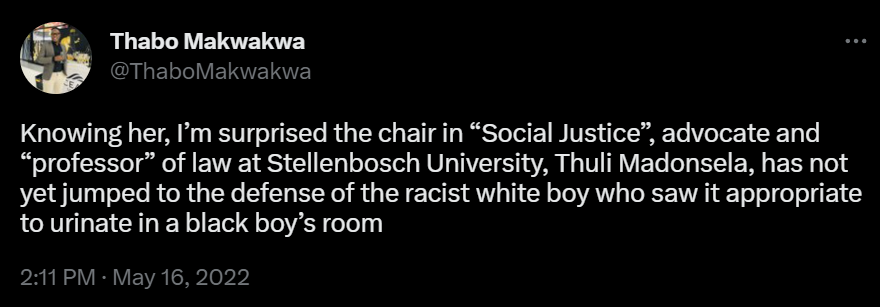 Thabo Makwakwa
@ThaboMakwakwa
Knowing her, I’m surprised the chair in “Social Justice”, advocate and
“professor” of law at Stellenbosch University, Thuli Madonsela, has not
yet jumped to the defense of the racist white boy who saw it appropriate
to urinate in a black boy’s room
2:11 PM · May 16, 2022